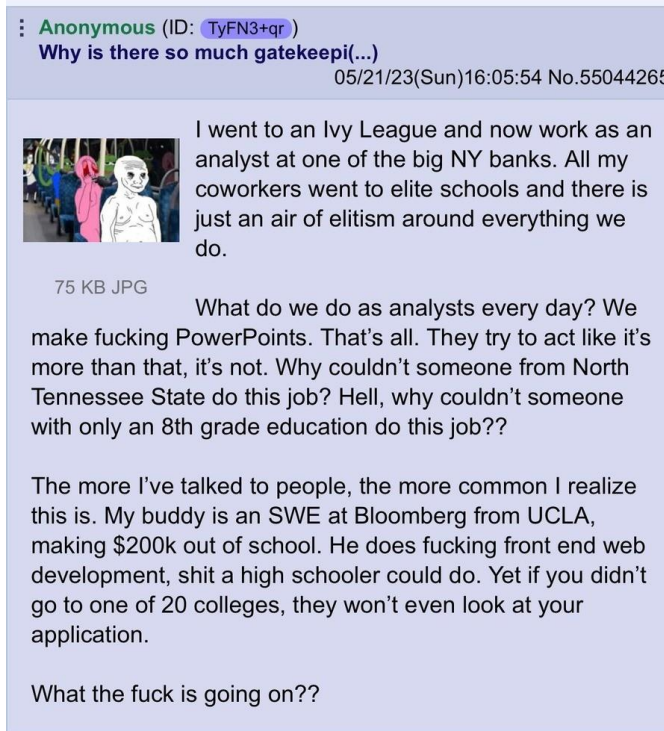 Anonymous (ID: TyFN3+qr)
Why is there so much gatekeepi(...)
05/21/23(Sun)16:05:54 No.55044265
I went to an Ivy League and now work as an
analyst at one of the big NY banks. All my
coworkers went to elite schools and there is
just an air of elitism around everything we
do.
75 KB JPG
What do we do as analysts every day? We
make fucking PowerPoints. That's all. They try to act like it's
more than that, it's not. Why couldn't someone from North
Tennessee State do this job? Hell, why couldn't someone
with only an 8th grade education do this job??
The more I've talked to people, the more common I realize
this is. My buddy is an SWE at Bloomberg from UCLA,
making $200k out of school. He does fucking front end web
development, shit a high schooler could do. Yet if you didn't
go to one of 20 colleges, they won't even look at your
application.
What the fuck is going on??